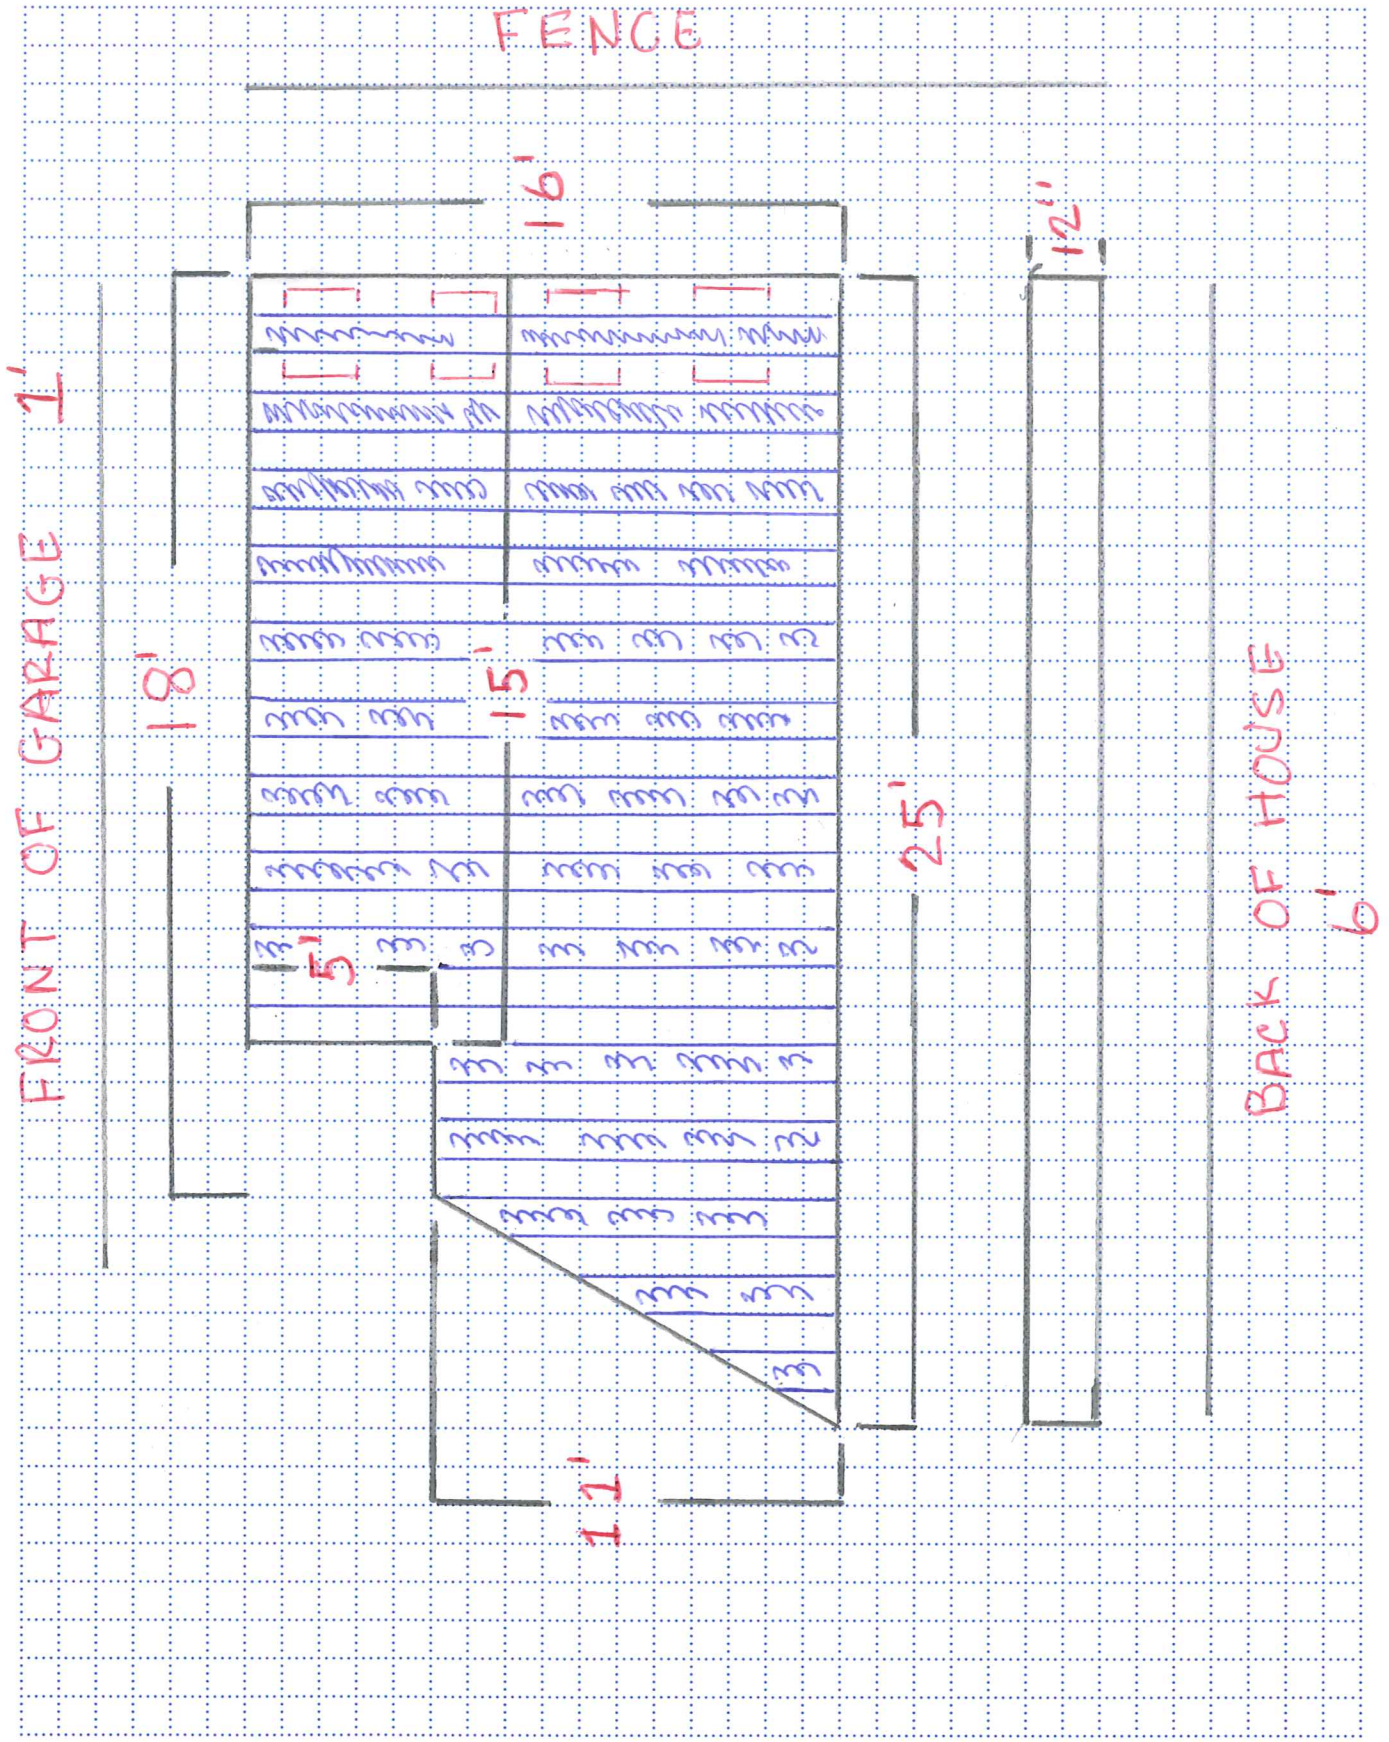 FENCE
16'
12"
FRONT OF GARAGE 1'
18'
15'
5'
25'
11'
BACK OF HOUSE
6'